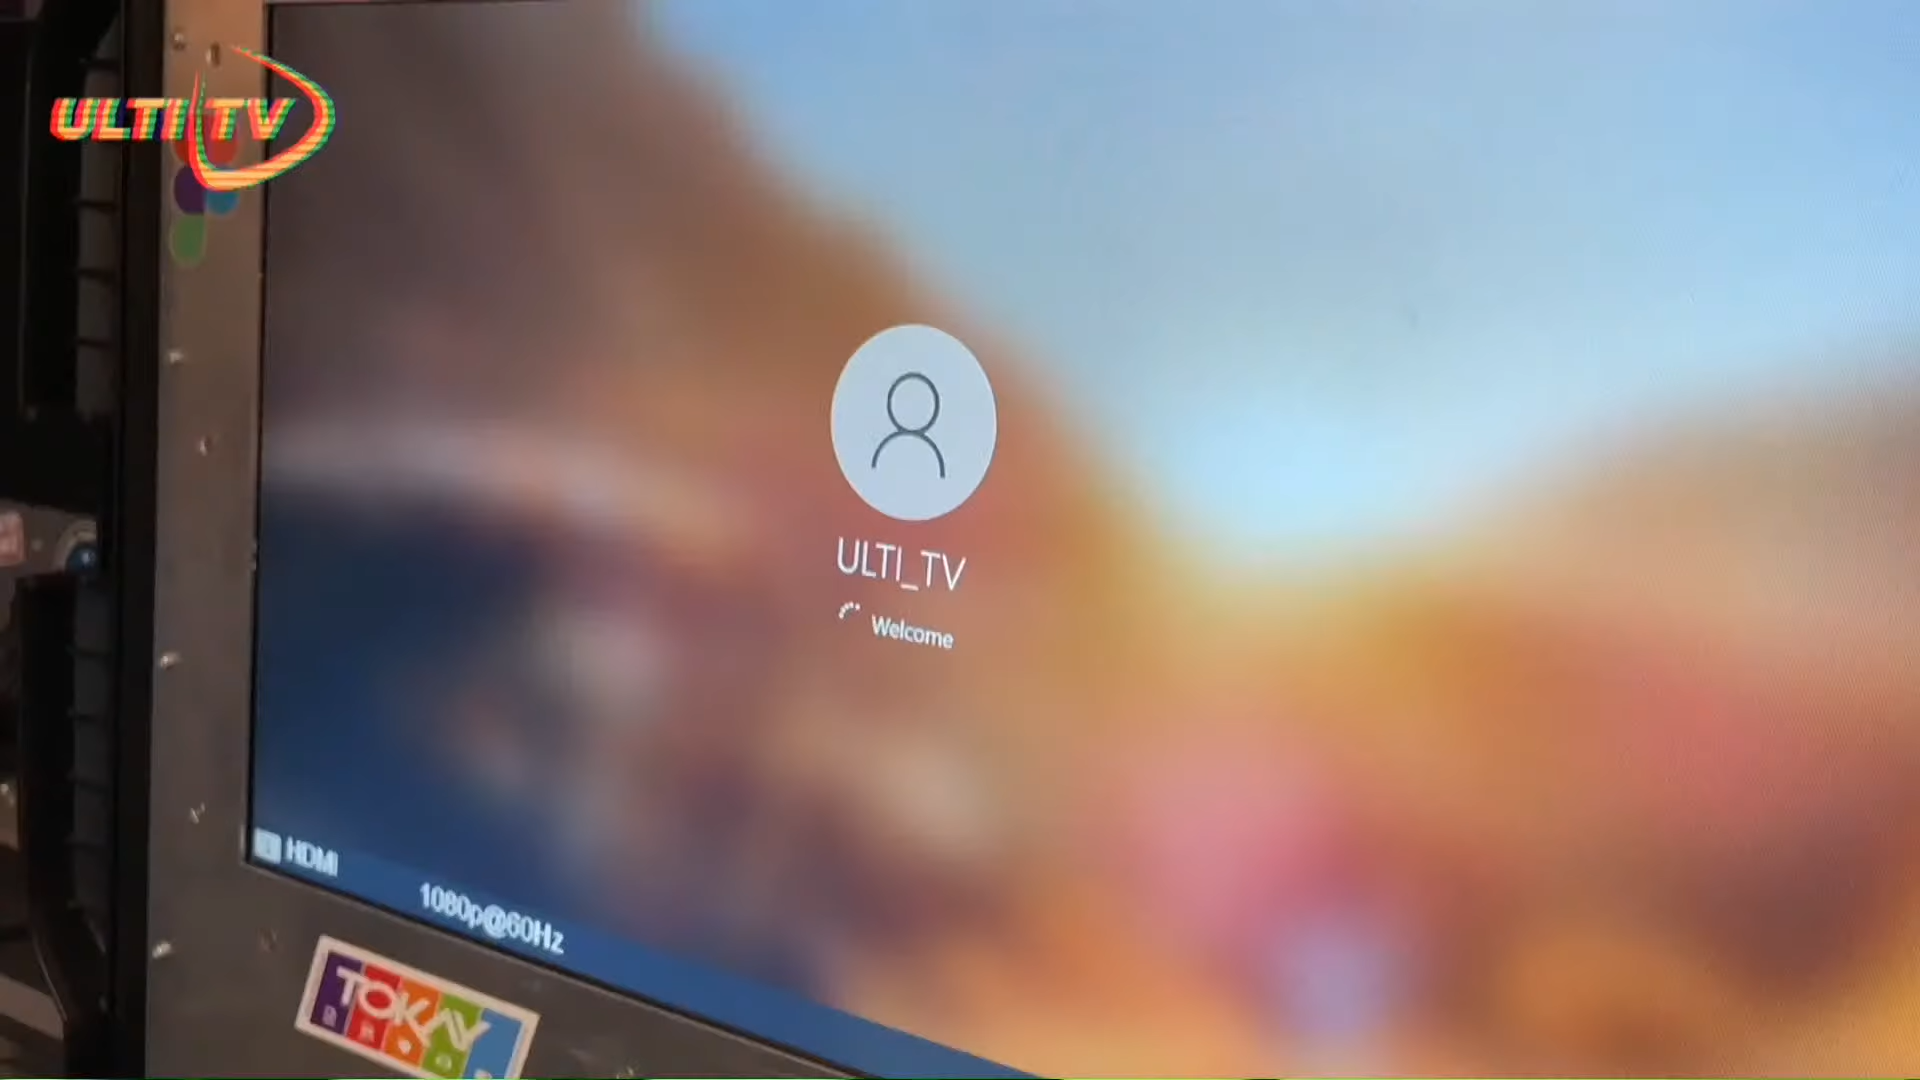 ULTI TV
ULTI_TV
Welcome
HDMI
1080p@60Hz
TOKAY